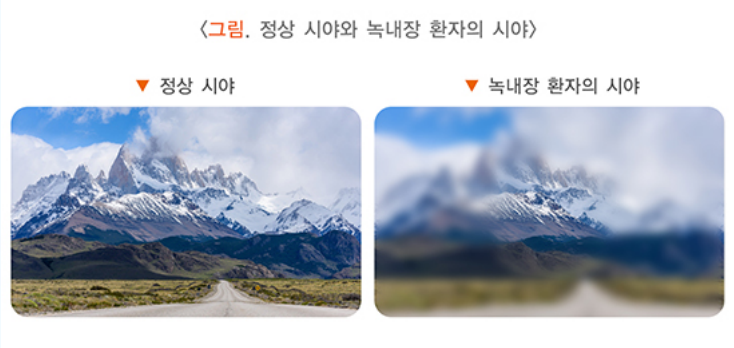 <그림. 정상 시야와 녹내장 환자의 시야>
▼ 정상 시야
▼ 녹내장 환자의 시야